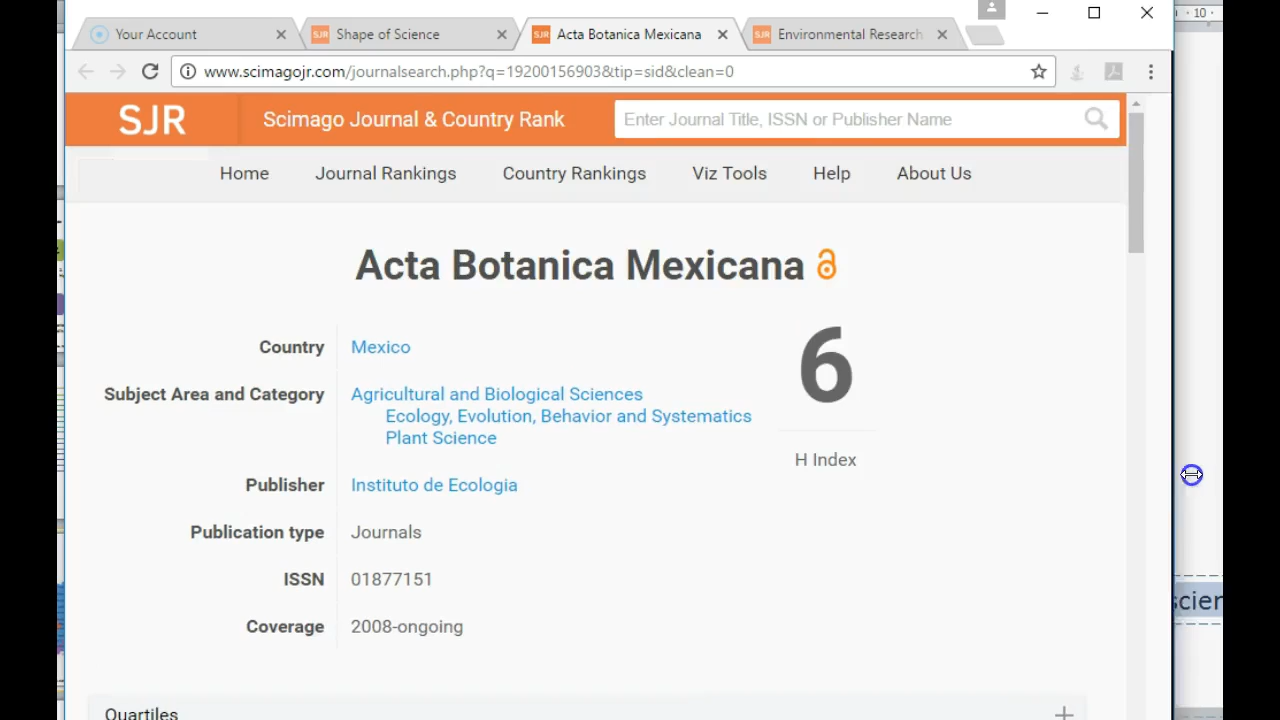 10
Your Account
Shape of Science
Acta Botanica Mexicana
Environmental Research
www.scimagojr.com/journalsearch.php?q=19200156903&tip=sid&clean=0
SJR
Scimago Journal & Country Rank
Enter Journal Title, ISSN or Publisher Name
Home
Journal Rankings
Country Rankings
Viz Tools
Help
About Us
Acta Botanica Mexicana
Country
Mexico
6
H Index
Subject Area and Category
Agricultural and Biological Sciences
Ecology, Evolution, Behavior and Systematics
Plant Science
Publisher
Instituto de Ecologia
Publication type
Journals
ISSN
01877151
Coverage
2008-ongoing
scien
Quartiles